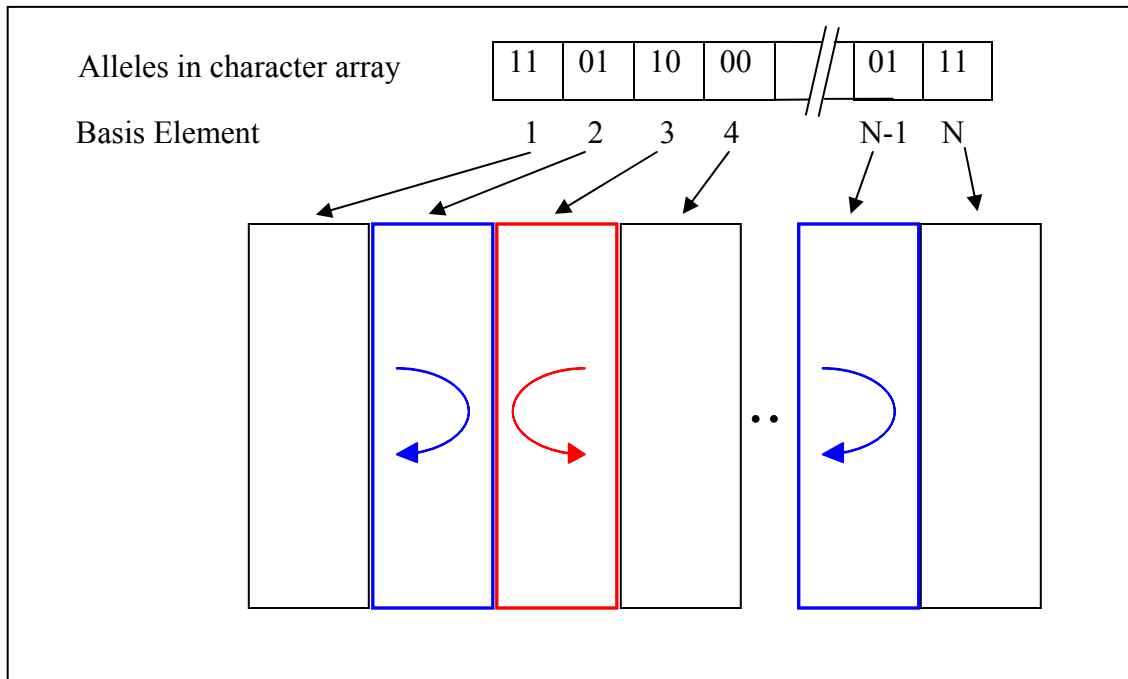 Alleles in character array 11 01 10 00 01 11
Basis Element 1 2 3 4 N-1 N
..